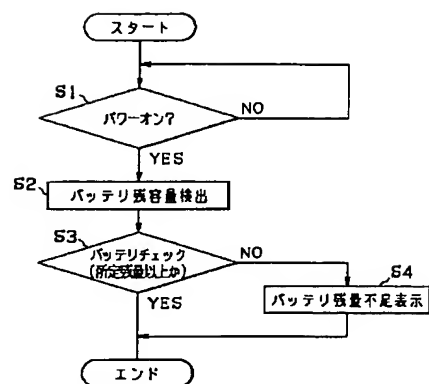 スタート
S1
パワーオン?
NO
YES
S2
バッテリ残容量検出
S3
バッテリチェック
(所定残量以上か)
NO
YES
S4
バッテリ残量不足表示
エンド